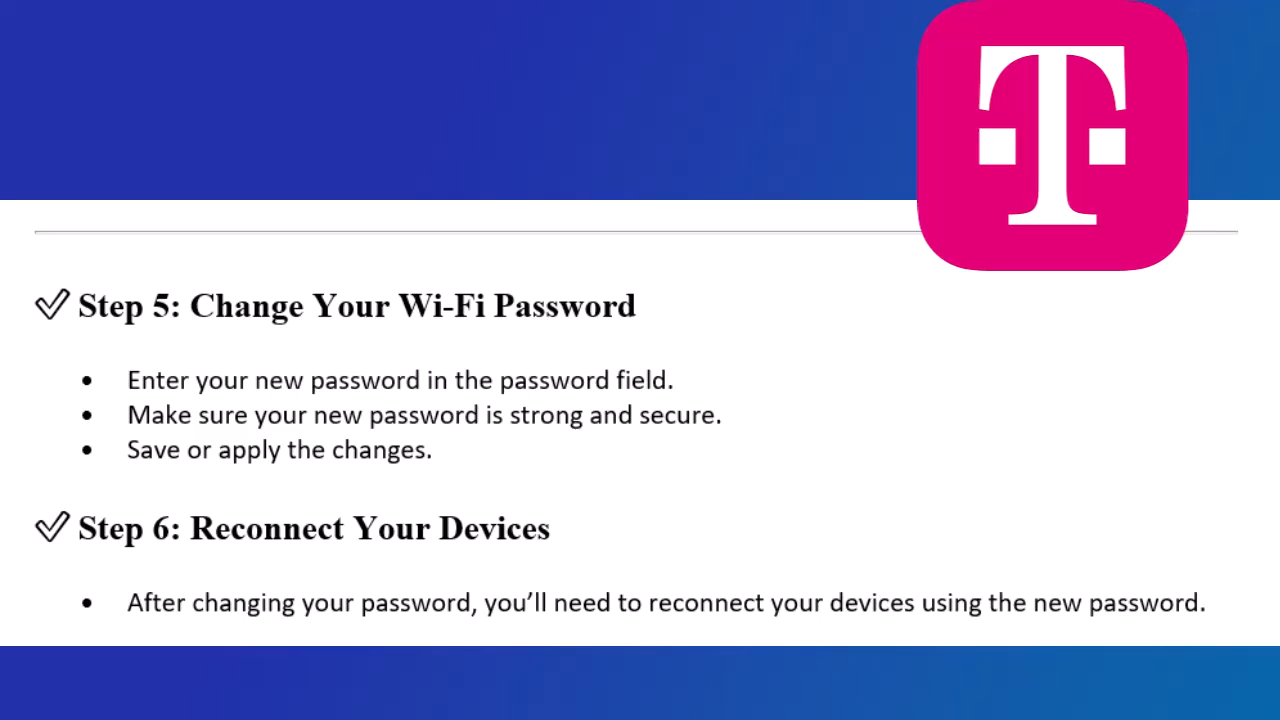 T
✓ Step 5: Change Your Wi-Fi Password
• Enter your new password in the password field.
• Make sure your new password is strong and secure.
• Save or apply the changes.
✓ Step 6: Reconnect Your Devices
• After changing your password, you’ll need to reconnect your devices using the new password.